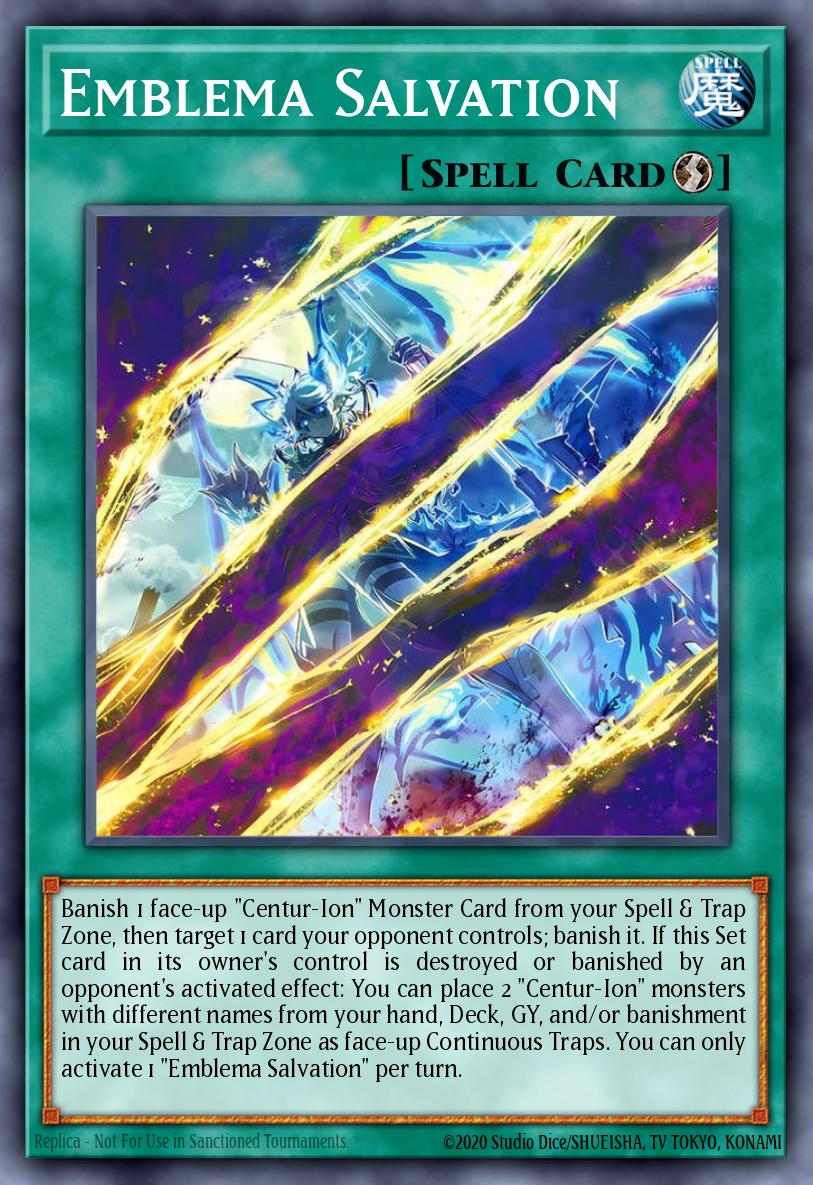 Emblema Salvation
SPELL
魔
[Spell Card]
Banish 1 face-up "Centur-Ion" Monster Card from your Spell & Trap
Zone, then target 1 card your opponent controls; banish it. If this Set
card in its owner's control is destroyed or banished by an
opponent's activated effect: You can place 2 "Centur-Ion" monsters
with different names from your hand, Deck, GY, and/or banishment
in your Spell & Trap Zone as face-up Continuous Traps. You can only
activate 1 "Emblema Salvation" per turn.
Replica - Not For Use in Sanctioned Tournaments.
©2020 Studio Dice/SHUEISHA, TV TOKYO, KONAMI